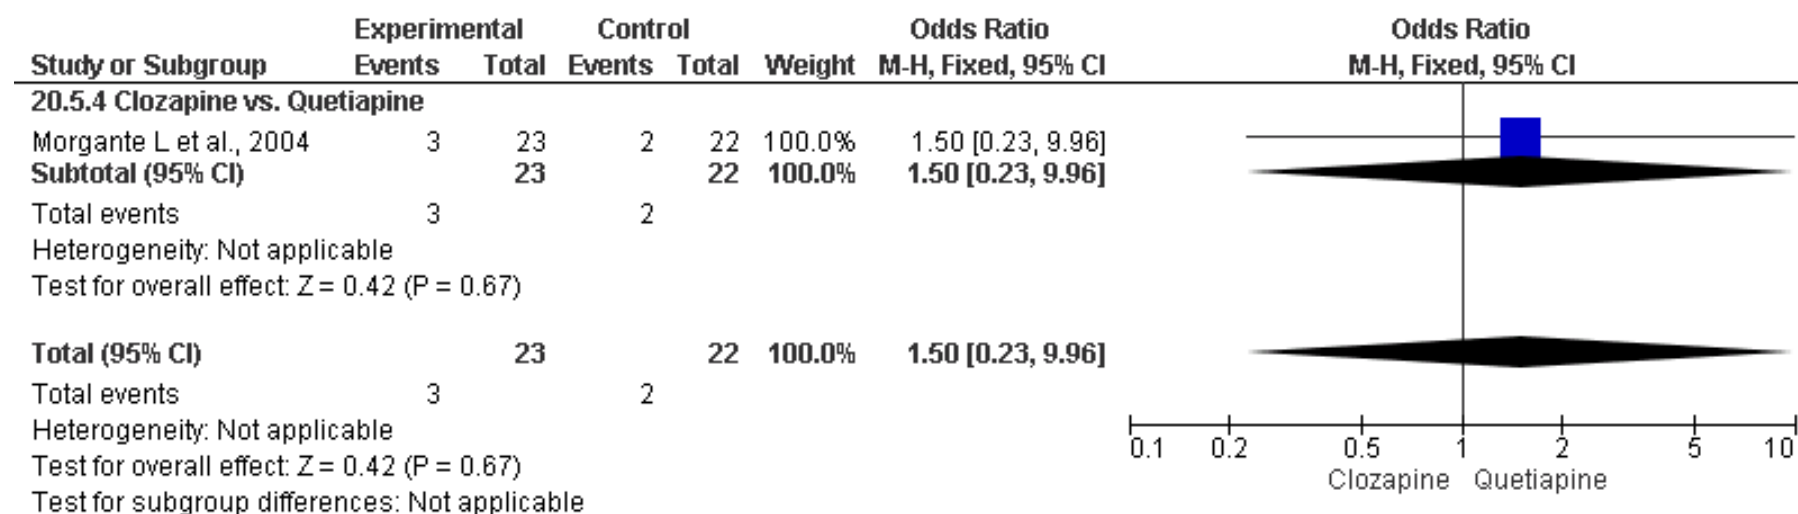 Experimental Control Odds Ratio Odds Ratio
Study or Subgroup Events Total Events Total Weight M-H, Fixed, 95% CI M-H, Fixed, 95% CI
20.5.4 Clozapine vs. Quetiapine
Morgante L et al., 2004 3 23 2 22 100.0% 1.50 [0.23, 9.96]
Subtotal (95% CI) 23 22 100.0% 1.50 [0.23, 9.96]
Total events 3 2
Heterogeneity: Not applicable
Test for overall effect: Z = 0.42 (P = 0.67)
Total (95% CI) 23 22 100.0% 1.50 [0.23, 9.96]
Total events 3 2
Heterogeneity: Not applicable
Test for overall effect: Z = 0.42 (P = 0.67)
Test for subgroup differences: Not applicable
0.1 0.2 0.5 1 2 5 10
Clozapine Quetiapine